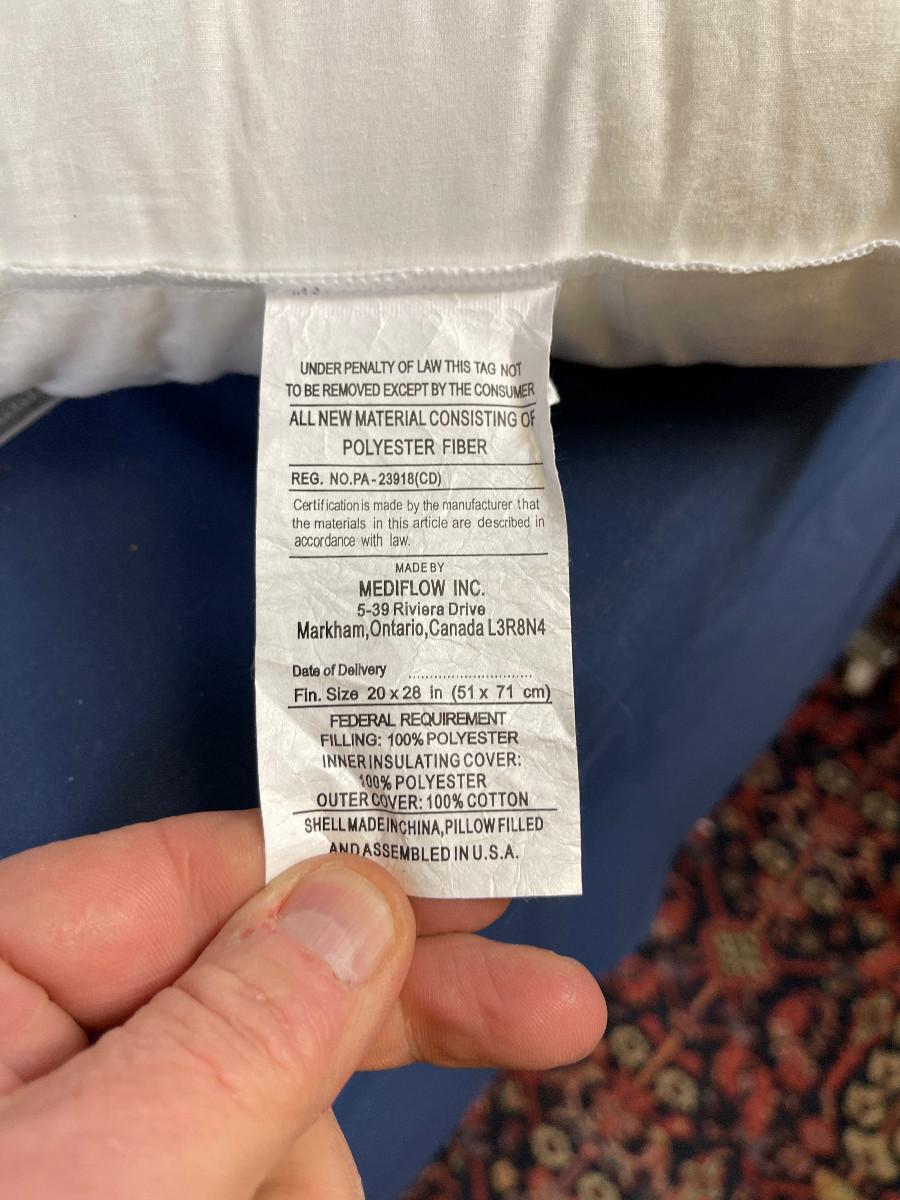 UNDER PENALTY OF LAW THIS TAG NOT
TO BE REMOVED EXCEPT BY THE CONSUMER
ALL NEW MATERIAL CONSISTING OF
POLYESTER FIBER
REG. NO.PA-23918(CD)
Certification is made by the manufacturer that
the materials in this article are described in
accordance with law.
MADE BY
MEDIFLOW INC.
5-39 Riviera Drive
Markham,Ontario,Canada L3R8N4
Date of Delivery ..............................
Fin. Size 20 x 28 in (51 x 71 cm)
FEDERAL REQUIREMENT
FILLING: 100% POLYESTER
INNER INSULATING COVER:
100% POLYESTER
OUTER COVER: 100% COTTON
SHELL MADE IN CHINA,PILLOW FILLED
AND ASSEMBLED IN U.S.A.